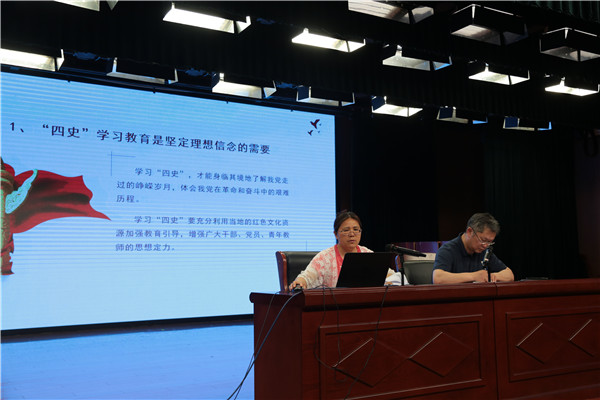 1、“四史”学习教育是坚定理想信念的需要
学习“四史”，才能身临其境地了解我党走
过的峥嵘岁月，体会我党在革命和奋斗中的艰难
历程。
学习“四史”要充分利用当地的红色文化资
源加强教育引导，增强广大干部、党员、青年教
师的思想定力。